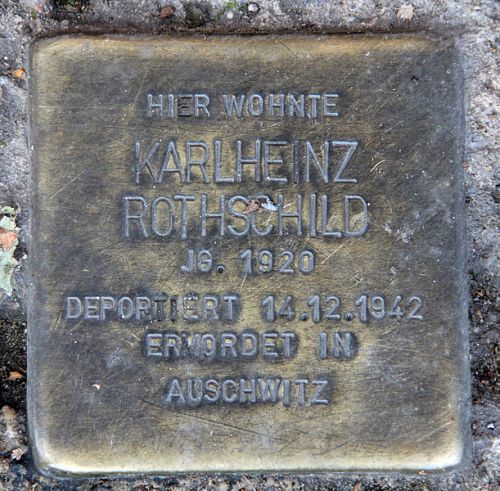 HIER WOHNTE
KARLHEINZ
ROTHSCHILD
JG. 1920
DEPORTIERT 14.12.1942
ERMORDET IN
AUSCHWITZ